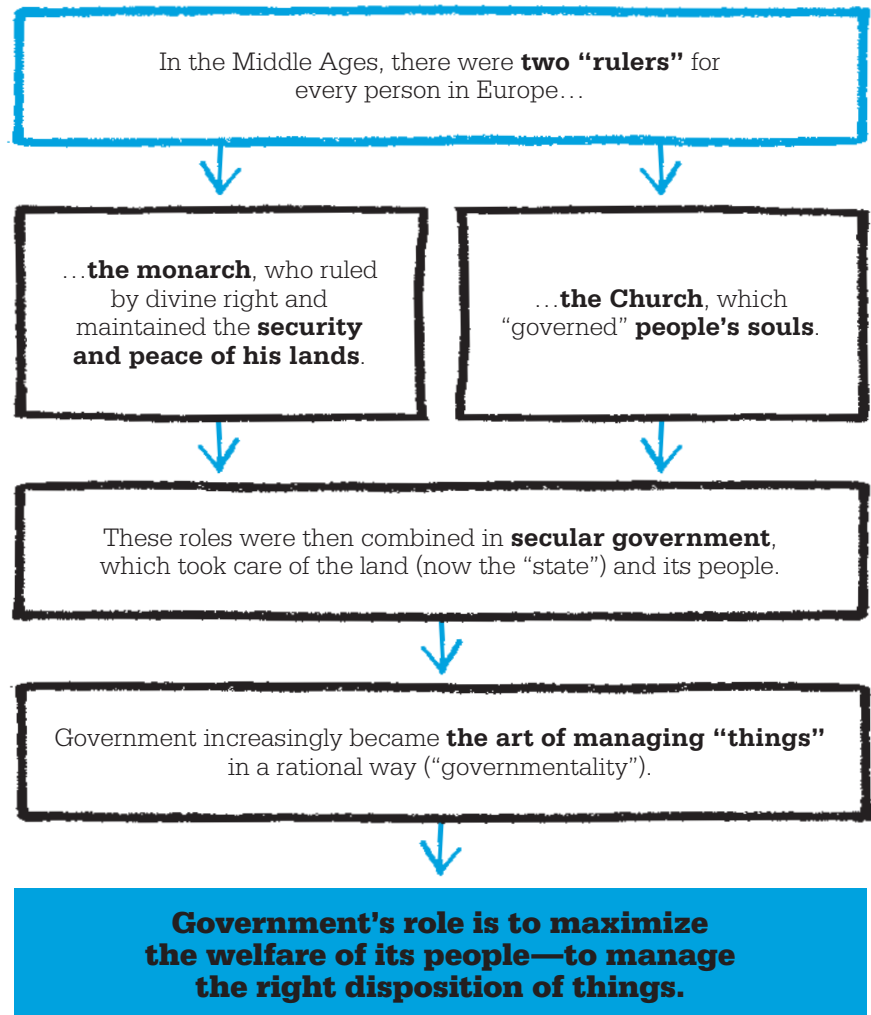 In the Middle Ages, there were two “rulers” for
every person in Europe…
…the monarch, who ruled
by divine right and
maintained the security
and peace of his lands.
…the Church, which
“governed” people’s souls.
These roles were then combined in secular government,
which took care of the land (now the “state”) and its people.
Government increasingly became the art of managing “things”
in a rational way (“governmentality”).
Government’s role is to maximize
the welfare of its people—to manage
the right disposition of things.